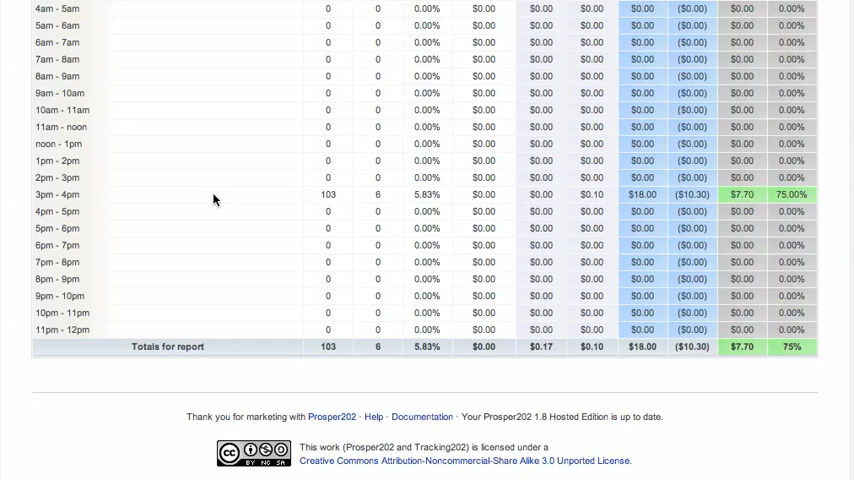 4am - 5am 0 0 0.00% $0.00 $0.00 $0.00 $0.00 ($0.00) $0.00 0.00%
5am - 6am 0 0 0.00% $0.00 $0.00 $0.00 $0.00 ($0.00) $0.00 0.00%
6am - 7am 0 0 0.00% $0.00 $0.00 $0.00 $0.00 ($0.00) $0.00 0.00%
7am - 8am 0 0 0.00% $0.00 $0.00 $0.00 $0.00 ($0.00) $0.00 0.00%
8am - 9am 0 0 0.00% $0.00 $0.00 $0.00 $0.00 ($0.00) $0.00 0.00%
9am - 10am 0 0 0.00% $0.00 $0.00 $0.00 $0.00 ($0.00) $0.00 0.00%
10am - 11am 0 0 0.00% $0.00 $0.00 $0.00 $0.00 ($0.00) $0.00 0.00%
11am - noon 0 0 0.00% $0.00 $0.00 $0.00 $0.00 ($0.00) $0.00 0.00%
noon - 1pm 0 0 0.00% $0.00 $0.00 $0.00 $0.00 ($0.00) $0.00 0.00%
1pm - 2pm 0 0 0.00% $0.00 $0.00 $0.00 $0.00 ($0.00) $0.00 0.00%
2pm - 3pm 0 0 0.00% $0.00 $0.00 $0.00 $0.00 ($0.00) $0.00 0.00%
3pm - 4pm 103 6 5.83% $0.00 $0.00 $0.10 $18.00 ($10.30) $7.70 75.00%
4pm - 5pm 0 0 0.00% $0.00 $0.00 $0.00 $0.00 ($0.00) $0.00 0.00%
5pm - 6pm 0 0 0.00% $0.00 $0.00 $0.00 $0.00 ($0.00) $0.00 0.00%
6pm - 7pm 0 0 0.00% $0.00 $0.00 $0.00 $0.00 ($0.00) $0.00 0.00%
7pm - 8pm 0 0 0.00% $0.00 $0.00 $0.00 $0.00 ($0.00) $0.00 0.00%
8pm - 9pm 0 0 0.00% $0.00 $0.00 $0.00 $0.00 ($0.00) $0.00 0.00%
9pm - 10pm 0 0 0.00% $0.00 $0.00 $0.00 $0.00 ($0.00) $0.00 0.00%
10pm - 11pm 0 0 0.00% $0.00 $0.00 $0.00 $0.00 ($0.00) $0.00 0.00%
11pm - 12pm 0 0 0.00% $0.00 $0.00 $0.00 $0.00 ($0.00) $0.00 0.00%
Totals for report 103 6 5.83% $0.00 $0.17 $0.10 $18.00 ($10.30) $7.70 75%
Thank you for marketing with Prosper202 · Help · Documentation · Your Prosper202 1.8 Hosted Edition is up to date.
This work (Prosper202 and Tracking202) is licensed under a
Creative Commons Attribution-Noncommercial-Share Alike 3.0 Unported License.
cc
BY NC SA